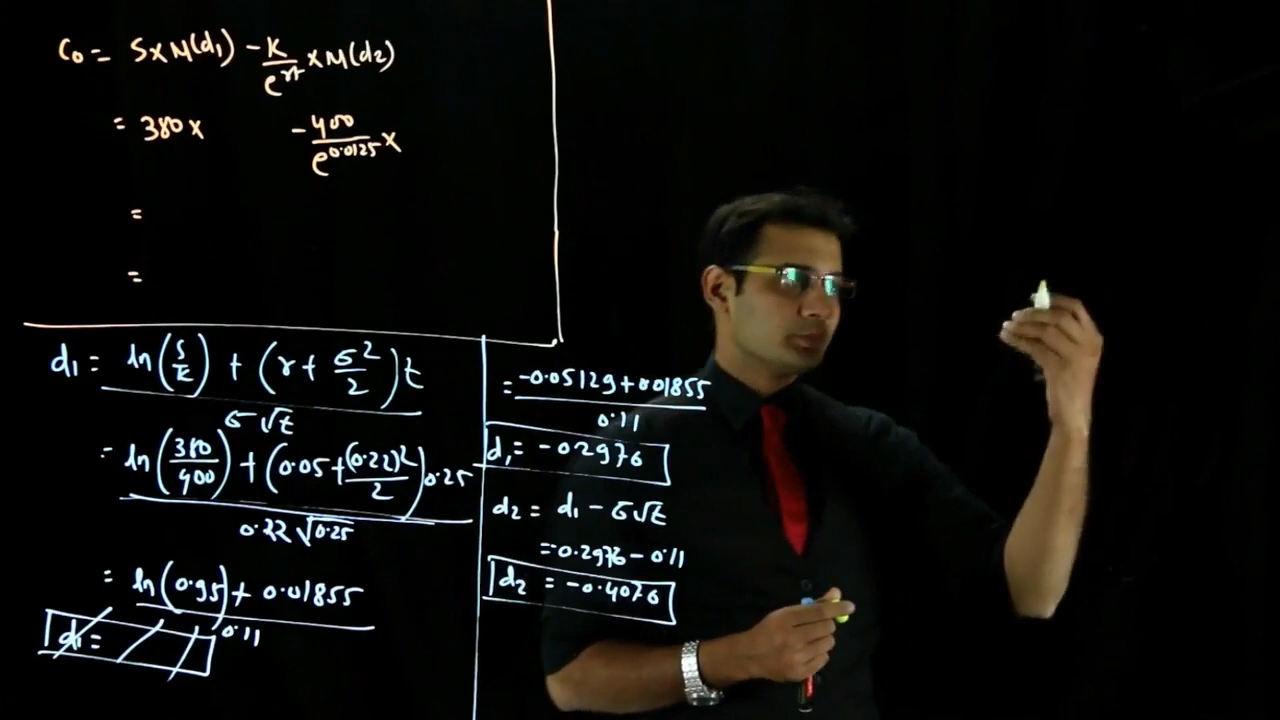 C₀ = S × N(d₁) − K/e^rt × N(d₂)
= 380 × − 400/e^0.0125 ×
=
=
d₁ = (ln(S/K) + (r + σ²/2)t) / σ√t
= (ln(380/400) + (0.05 + (0.22)²/2)0.25) / 0.22√0.25
= (ln(0.95) + 0.01855) / 0.11
d₁ =
= (−0.05129 + 0.01855) / 0.11
d₁ = −0.2976
d₂ = d₁ − σ√t
= −0.2976 − 0.11
d₂ = −0.4076